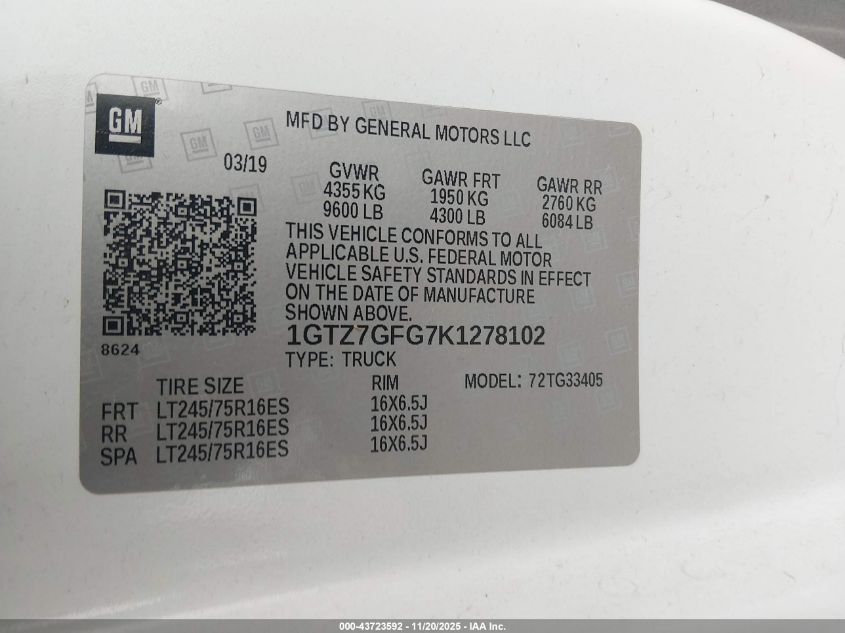 GM
MFD BY GENERAL MOTORS LLC
03/19
GVWR GAWR FRT GAWR RR
4355 KG 1950 KG 2760 KG
9600 LB 4300 LB 6084 LB
THIS VEHICLE CONFORMS TO ALL
APPLICABLE U.S. FEDERAL MOTOR
VEHICLE SAFETY STANDARDS IN EFFECT
ON THE DATE OF MANUFACTURE
SHOWN ABOVE.
8624
1GTZ7GFG7K1278102
TYPE: TRUCK
TIRE SIZE RIM MODEL: 72TG33405
FRT LT245/75R16ES 16X6.5J
RR LT245/75R16ES 16X6.5J
SPA LT245/75R16ES 16X6.5J
000-43723592 - 11/20/2025 - IAA Inc.